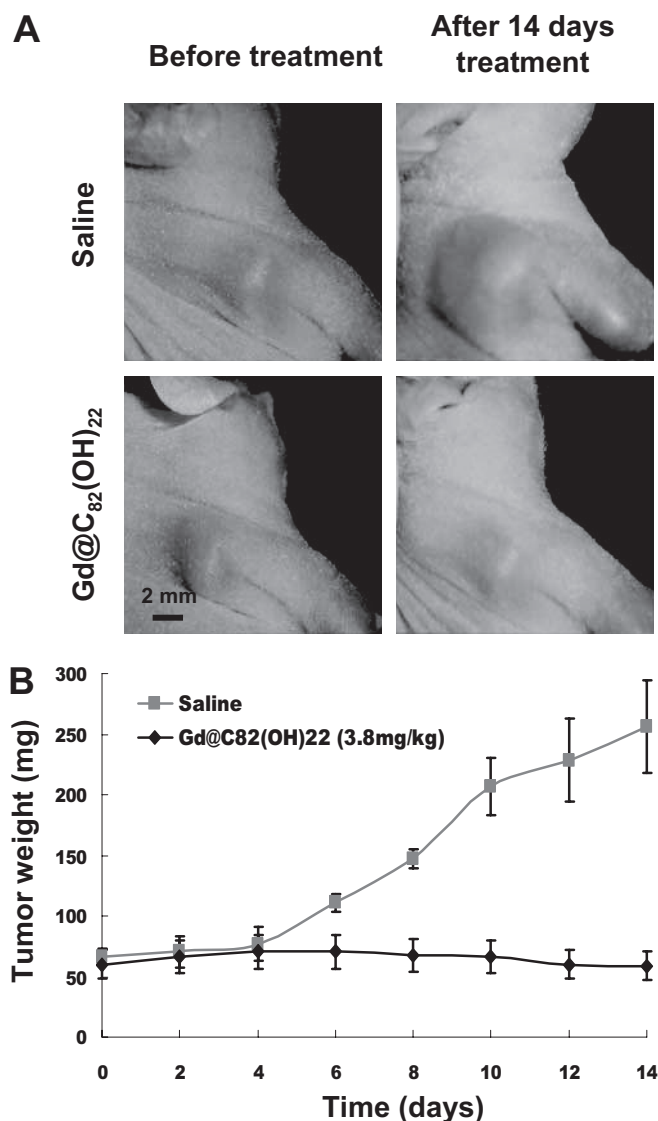 A
Before treatment
After 14 days
treatment
Saline
Gd@C₈₂(OH)₂₂
2 mm
B
Saline
Gd@C82(OH)22 (3.8mg/kg)
Tumor weight (mg)
300
250
200
150
100
50
0
0 2 4 6 8 10 12 14
Time (days)